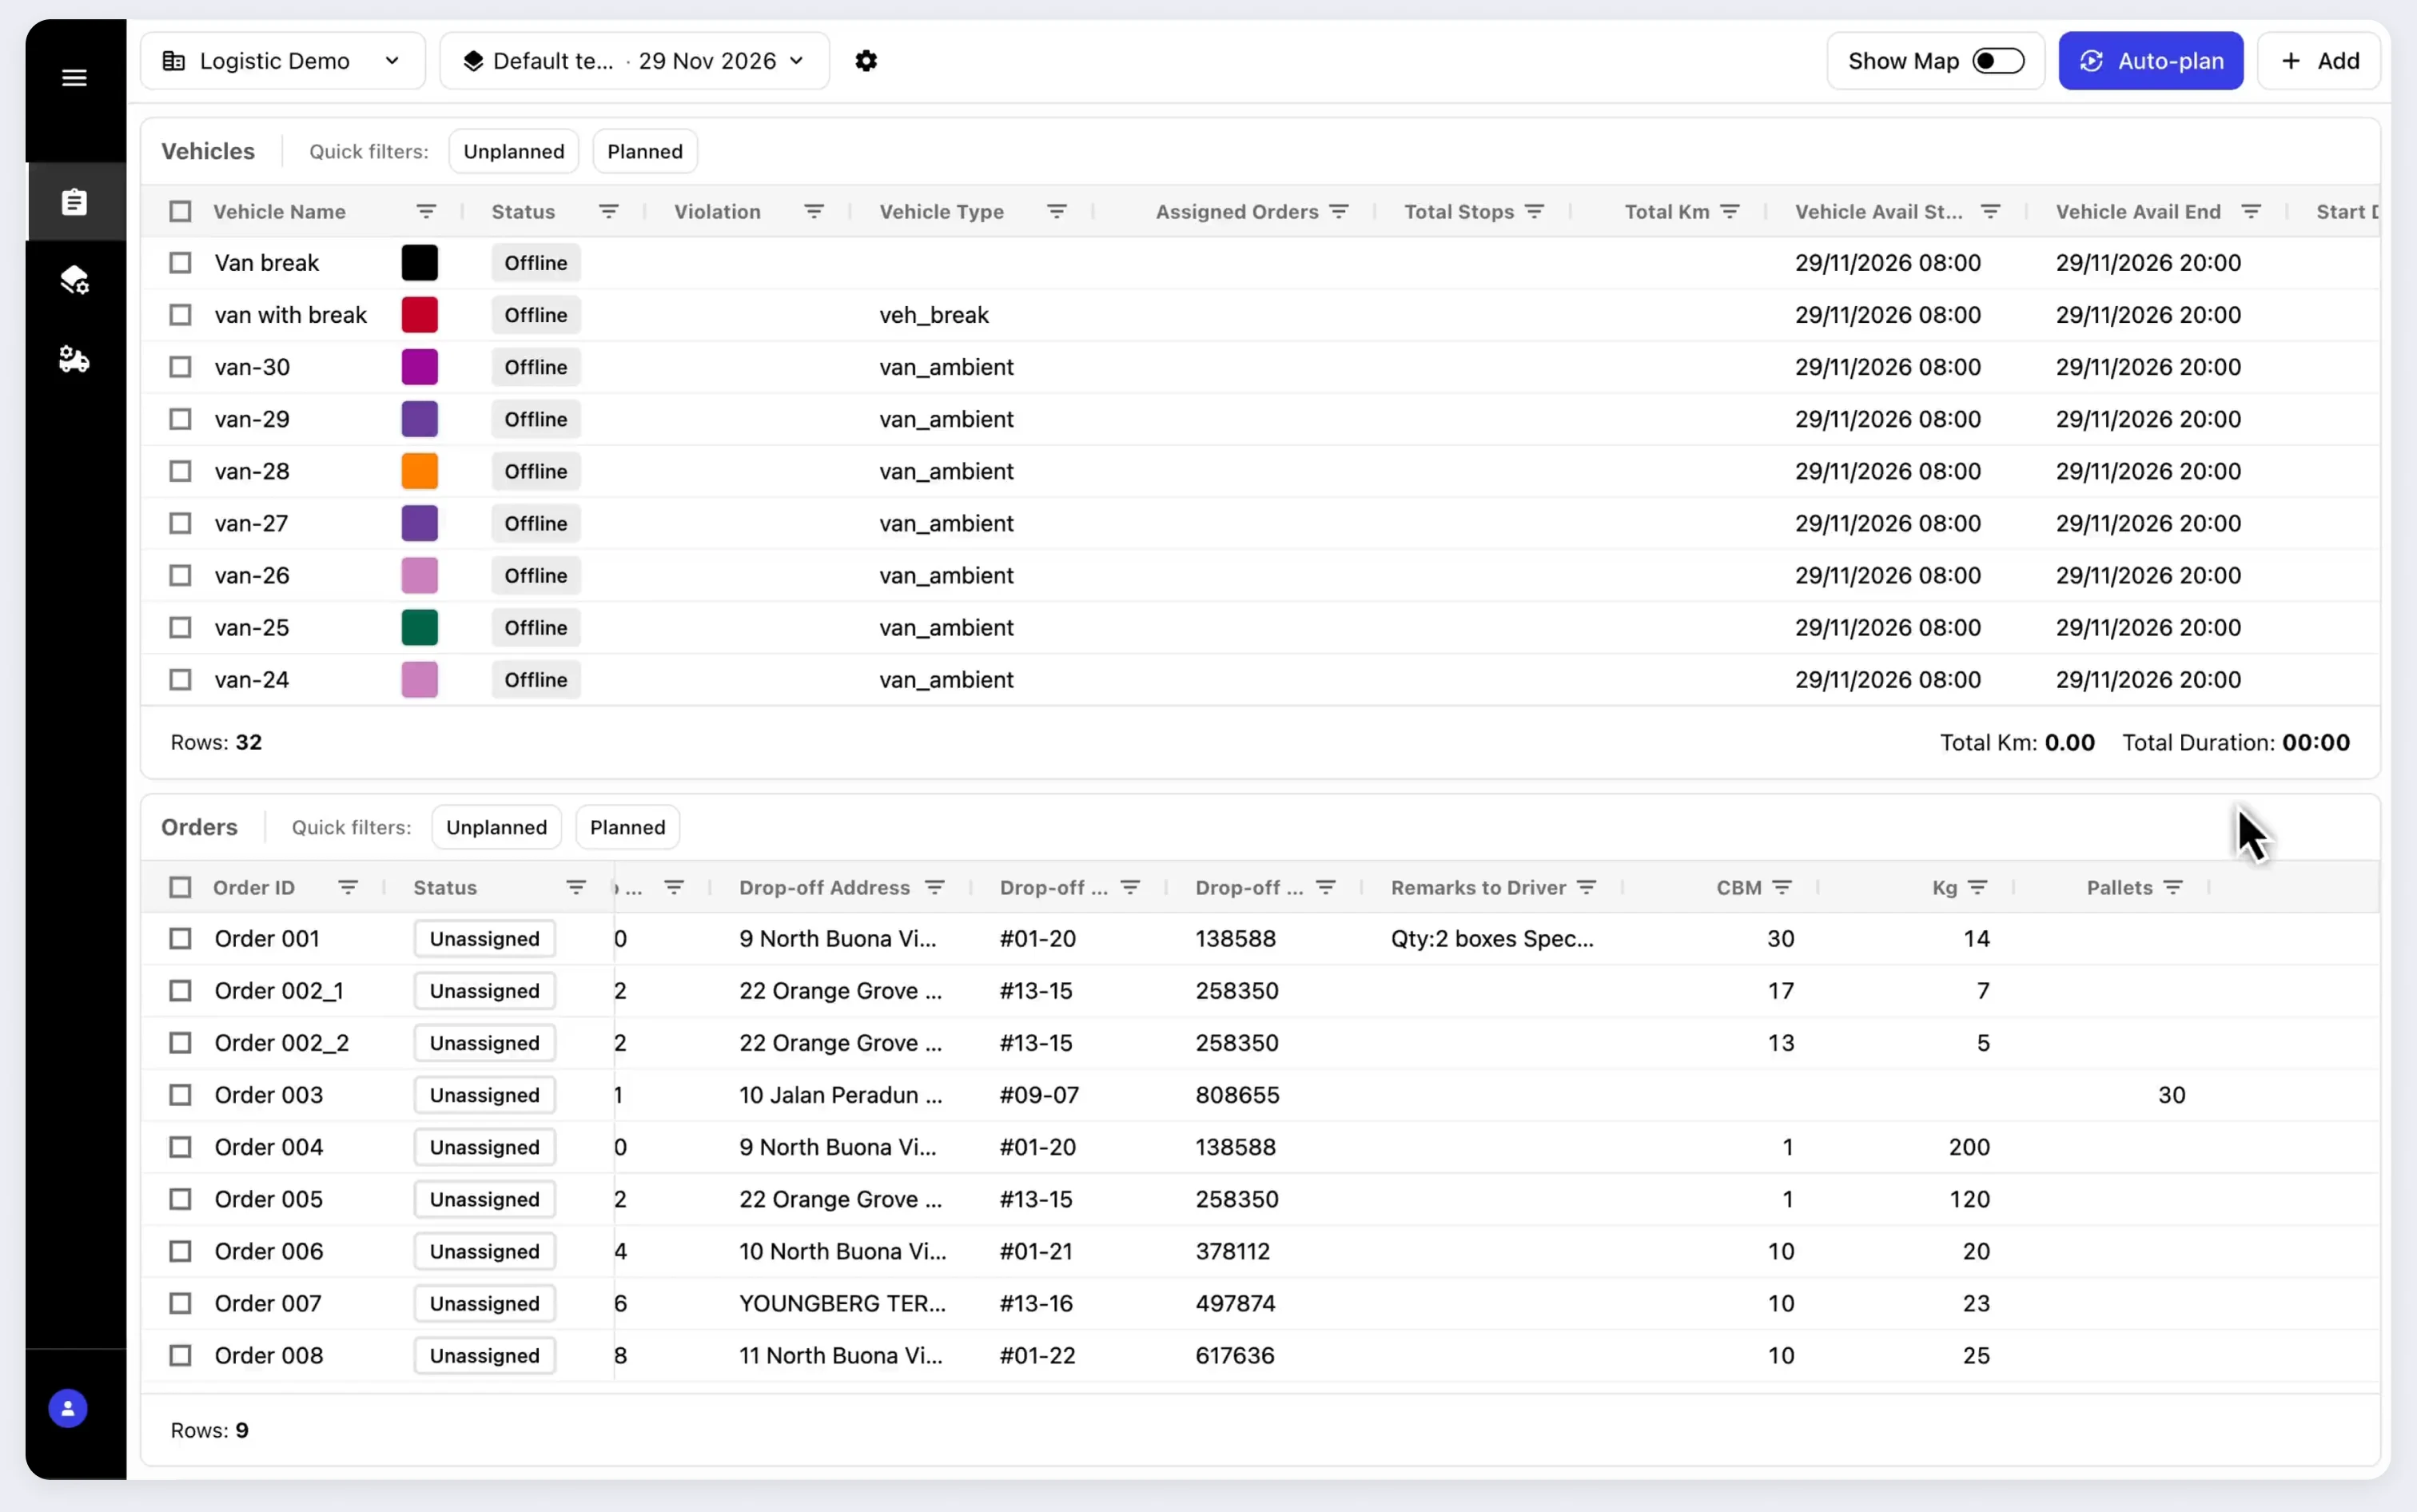 Logistic Demo Default te... · 29 Nov 2026 Show Map Auto-plan + Add
Vehicles Quick filters: Unplanned Planned
Vehicle Name Status Violation Vehicle Type Assigned Orders Total Stops Total Km Vehicle Avail St... Vehicle Avail End Start
Van break Offline 29/11/2026 08:00 29/11/2026 20:00
van with break Offline veh_break 29/11/2026 08:00 29/11/2026 20:00
van-30 Offline van_ambient 29/11/2026 08:00 29/11/2026 20:00
van-29 Offline van_ambient 29/11/2026 08:00 29/11/2026 20:00
van-28 Offline van_ambient 29/11/2026 08:00 29/11/2026 20:00
van-27 Offline van_ambient 29/11/2026 08:00 29/11/2026 20:00
van-26 Offline van_ambient 29/11/2026 08:00 29/11/2026 20:00
van-25 Offline van_ambient 29/11/2026 08:00 29/11/2026 20:00
van-24 Offline van_ambient 29/11/2026 08:00 29/11/2026 20:00
Rows: 32 Total Km: 0.00 Total Duration: 00:00
Orders Quick filters: Unplanned Planned
Order ID Status ... Drop-off Address Drop-off ... Drop-off ... Remarks to Driver CBM Kg Pallets
Order 001 Unassigned 0 9 North Buona Vi... #01-20 138588 Qty:2 boxes Spec... 30 14
Order 002_1 Unassigned 2 22 Orange Grove ... #13-15 258350 17 7
Order 002_2 Unassigned 2 22 Orange Grove ... #13-15 258350 13 5
Order 003 Unassigned 1 10 Jalan Peradun ... #09-07 808655 30
Order 004 Unassigned 0 9 North Buona Vi... #01-20 138588 1 200
Order 005 Unassigned 2 22 Orange Grove ... #13-15 258350 1 120
Order 006 Unassigned 4 10 North Buona Vi... #01-21 378112 10 20
Order 007 Unassigned 6 YOUNGBERG TER... #13-16 497874 10 23
Order 008 Unassigned 8 11 North Buona Vi... #01-22 617636 10 25
Rows: 9